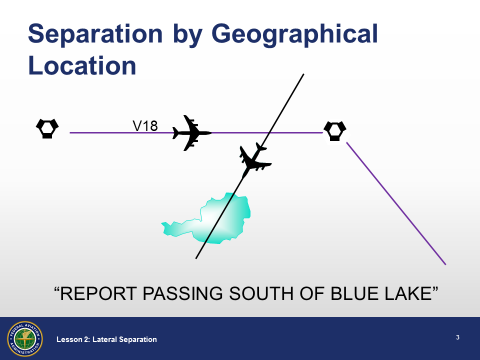 Separation by Geographical
Location
V18
“REPORT PASSING SOUTH OF BLUE LAKE”
Lesson 2: Lateral Separation
3